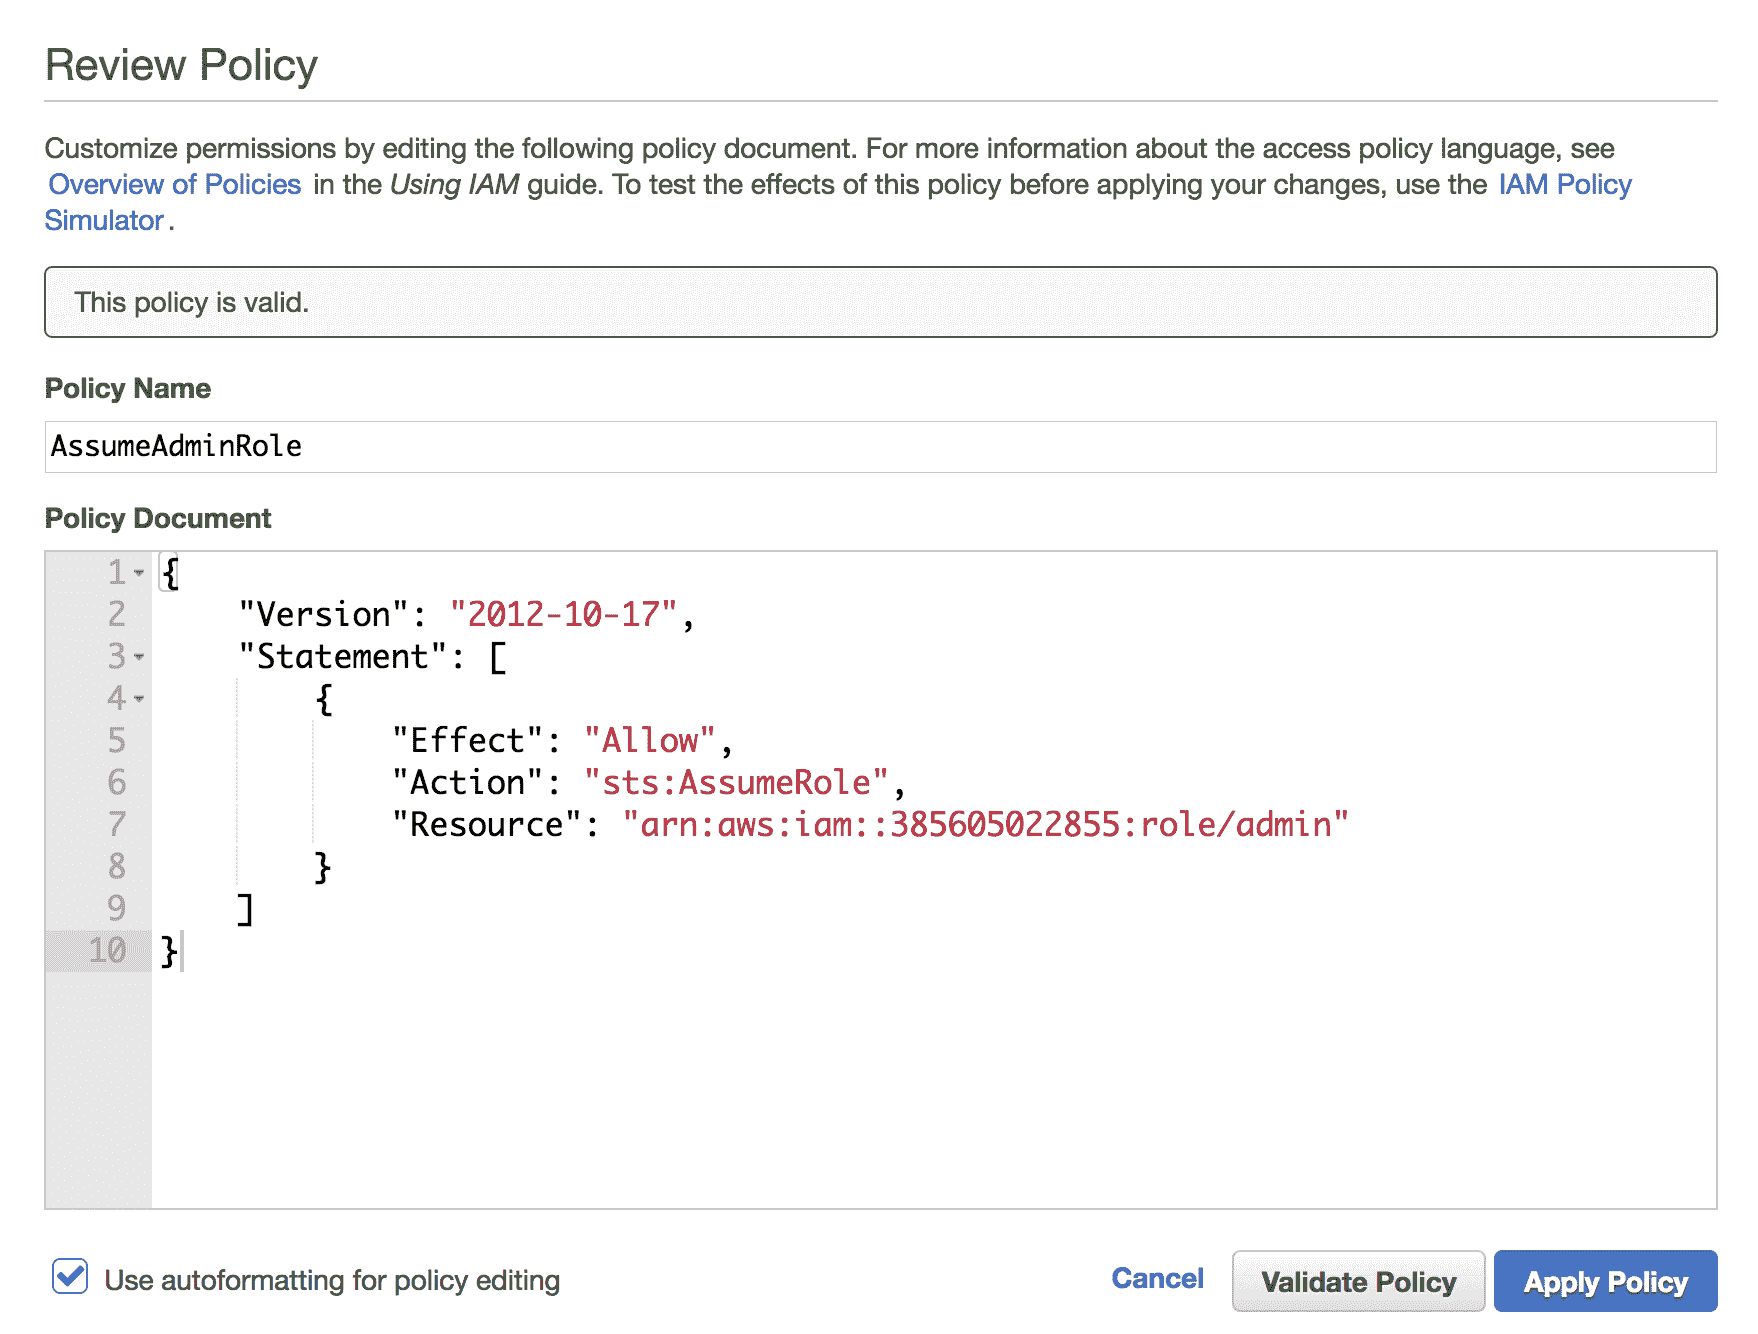 Review Policy
Customize permissions by editing the following policy document. For more information about the access policy language, see
Overview of Policies in the Using IAM guide. To test the effects of this policy before applying your changes, use the IAM Policy
Simulator.
This policy is valid.
Policy Name
AssumeAdminRole
Policy Document
1 {
2     "Version": "2012-10-17",
3     "Statement": [
4         {
5             "Effect": "Allow",
6             "Action": "sts:AssumeRole",
7             "Resource": "arn:aws:iam::385605022855:role/admin"
8         }
9     ]
10 }
Use autoformatting for policy editing Cancel Validate Policy Apply Policy